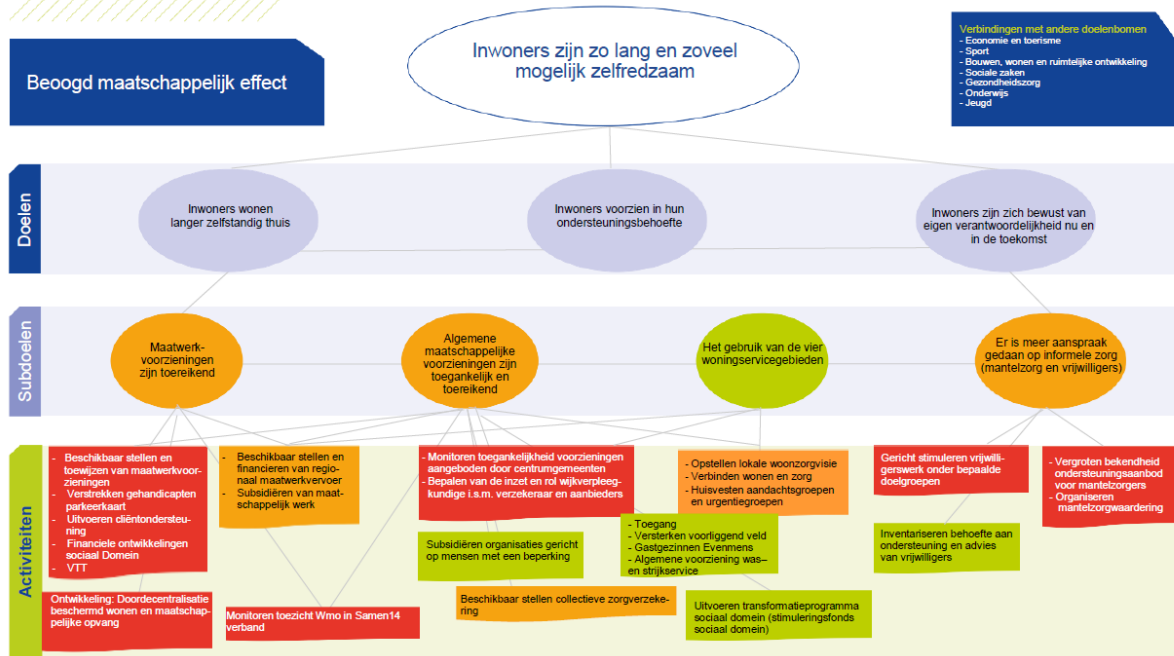 Beoogd maatschappelijk effect
Inwoners zijn zo lang en zoveel
mogelijk zelfredzaam
Verbindingen met andere doelenbomen
- Economie en toerisme
- Sport
- Bouwen, wonen en ruimtelijke ontwikkeling
- Sociale zaken
- Gezondheidszorg
- Onderwijs
- Jeugd
Doelen
Inwoners wonen
langer zelfstandig thuis
Inwoners voorzien in hun
ondersteuningsbehoefte
Inwoners zijn zich bewust van
eigen verantwoordelijkheid nu en
in de toekomst
Subdoelen
Maatwerk-
voorzieningen
zijn toereikend
Algemene
maatschappelijke
voorzieningen zijn
toegankelijk en
toereikend
Het gebruik van de vier
woningservicegebieden
Er is meer aanspraak
gedaan op informele zorg
(mantelzorg en vrijwilligers)
Activiteiten
- Beschikbaar stellen en
toewijzen van maatwerkvoor-
zieningen
- Verstrekken gehandicapten
parkeerkaart
- Uitvoeren cliëntondersteu-
ning
- Financiele ontwikkelingen
sociaal Domein
- VTT
- Beschikbaar stellen en
financieren van regio-
naal maatwerkvervoer
- Subsidiëren van maat-
schappelijk werk
- Monitoren toegankelijkheid voorzieningen
aangeboden door centrumgemeenten
- Bepalen van de inzet en rol wijkverpleeg-
kundige i.s.m. verzekeraar en aanbieders
- Opstellen lokale woonzorgvisie
- Verbinden wonen en zorg
- Huisvesten aandachtsgroepen
en urgentiegroepen
Gericht stimuleren vrijwilli-
gerswerk onder bepaalde
doelgroepen
- Vergroten bekendheid
ondersteuningsaanbod
voor mantelzorgers
- Organiseren
mantelzorgwaardering
Subsidiëren organisaties gericht
op mensen met een beperking
- Toegang
- Versterken voorliggend veld
- Gastgezinnen Evenmens
- Algemene voorziening was–
en strijkservice
Inventariseren behoefte aan
ondersteuning en advies
van vrijwilligers
Ontwikkeling: Doordecentralisatie
beschermd wonen en maatschap-
pelijke opvang
Monitoren toezicht Wmo in Samen14
verband
Beschikbaar stellen collectieve zorgverzeke-
ring
Uitvoeren transformatieprogramma
sociaal domein (stimuleringsfonds
sociaal domein)